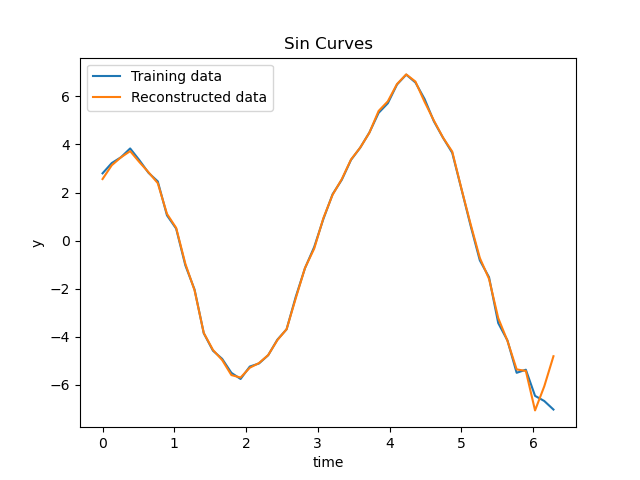 Sin Curves
Training data
Reconstructed data
6
4
2
0
−2
−4
−6
y
0 1 2 3 4 5 6
time